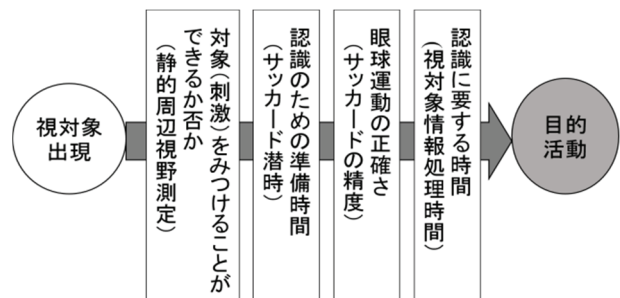 視対象
出現
対象(刺激)をみつけることが
できるか否か
(静的周辺視野測定)
認識のための準備時間
(サッカード潜時)
眼球運動の正確さ
(サッカードの精度)
認識に要する時間
(視対象情報処理時間)
目的
活動